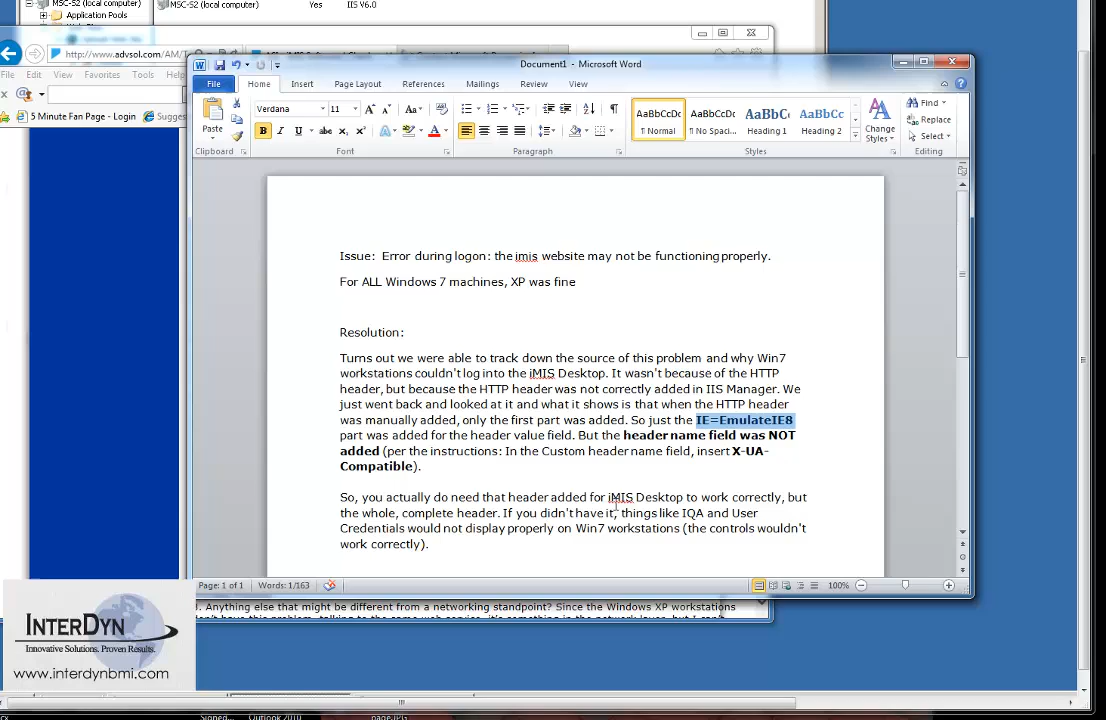 MSC-S2 (local computer)
Application Pools
MSC-S2 (local computer) Yes IIS V6.0
http://www.advsol.com/AM/T
File Edit View Favorites Tools Help
5 Minute Fan Page - Login Sugges
Document1 - Microsoft Word
File Home Insert Page Layout References Mailings Review View
Paste
Verdana 11
B I U abc x₂ x² A
AaBbCcDc AaBbCcDc AaBbC AaBbCc
¶ Normal ¶ No Spaci... Heading 1 Heading 2
Change Styles
Find
Replace
Select
Clipboard Font Paragraph Styles Editing
Issue: Error during logon: the imis website may not be functioning properly.
For ALL Windows 7 machines, XP was fine
Resolution:
Turns out we were able to track down the source of this problem and why Win7
workstations couldn't log into the iMIS Desktop. It wasn't because of the HTTP
header, but because the HTTP header was not correctly added in IIS Manager. We
just went back and looked at it and what it shows is that when the HTTP header
was manually added, only the first part was added. So just the IE=EmulateIE8
part was added for the header value field. But the header name field was NOT
added (per the instructions: In the Custom header name field, insert X-UA-
Compatible).
So, you actually do need that header added for iMIS Desktop to work correctly, but
the whole, complete header. If you didn't have it, things like IQA and User
Credentials would not display properly on Win7 workstations (the controls wouldn't
work correctly).
Page: 1 of 1 Words: 1/163 100%
. Anything else that might be different from a networking standpoint? Since the Windows XP workstations
INTERDYN
Innovative Solutions. Proven Results.
www.interdynbmi.com
Signed... Outlook 2010 page.JPG